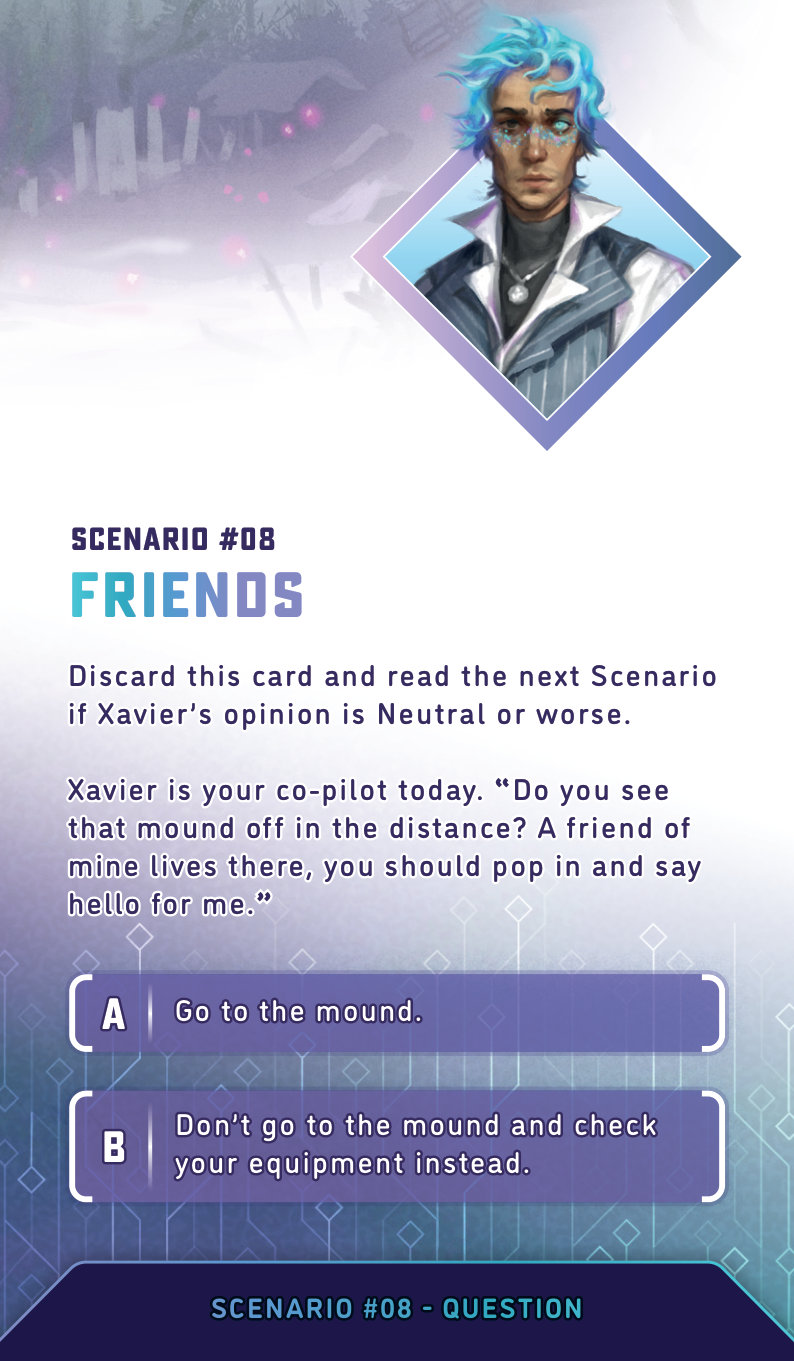 SCENARIO #08
FRIENDS
Discard this card and read the next Scenario
if Xavier's opinion is Neutral or worse.
Xavier is your co-pilot today. “Do you see
that mound off in the distance? A friend of
mine lives there, you should pop in and say
hello for me.”
A Go to the mound.
B Don't go to the mound and check
your equipment instead.
SCENARIO #08 - QUESTION